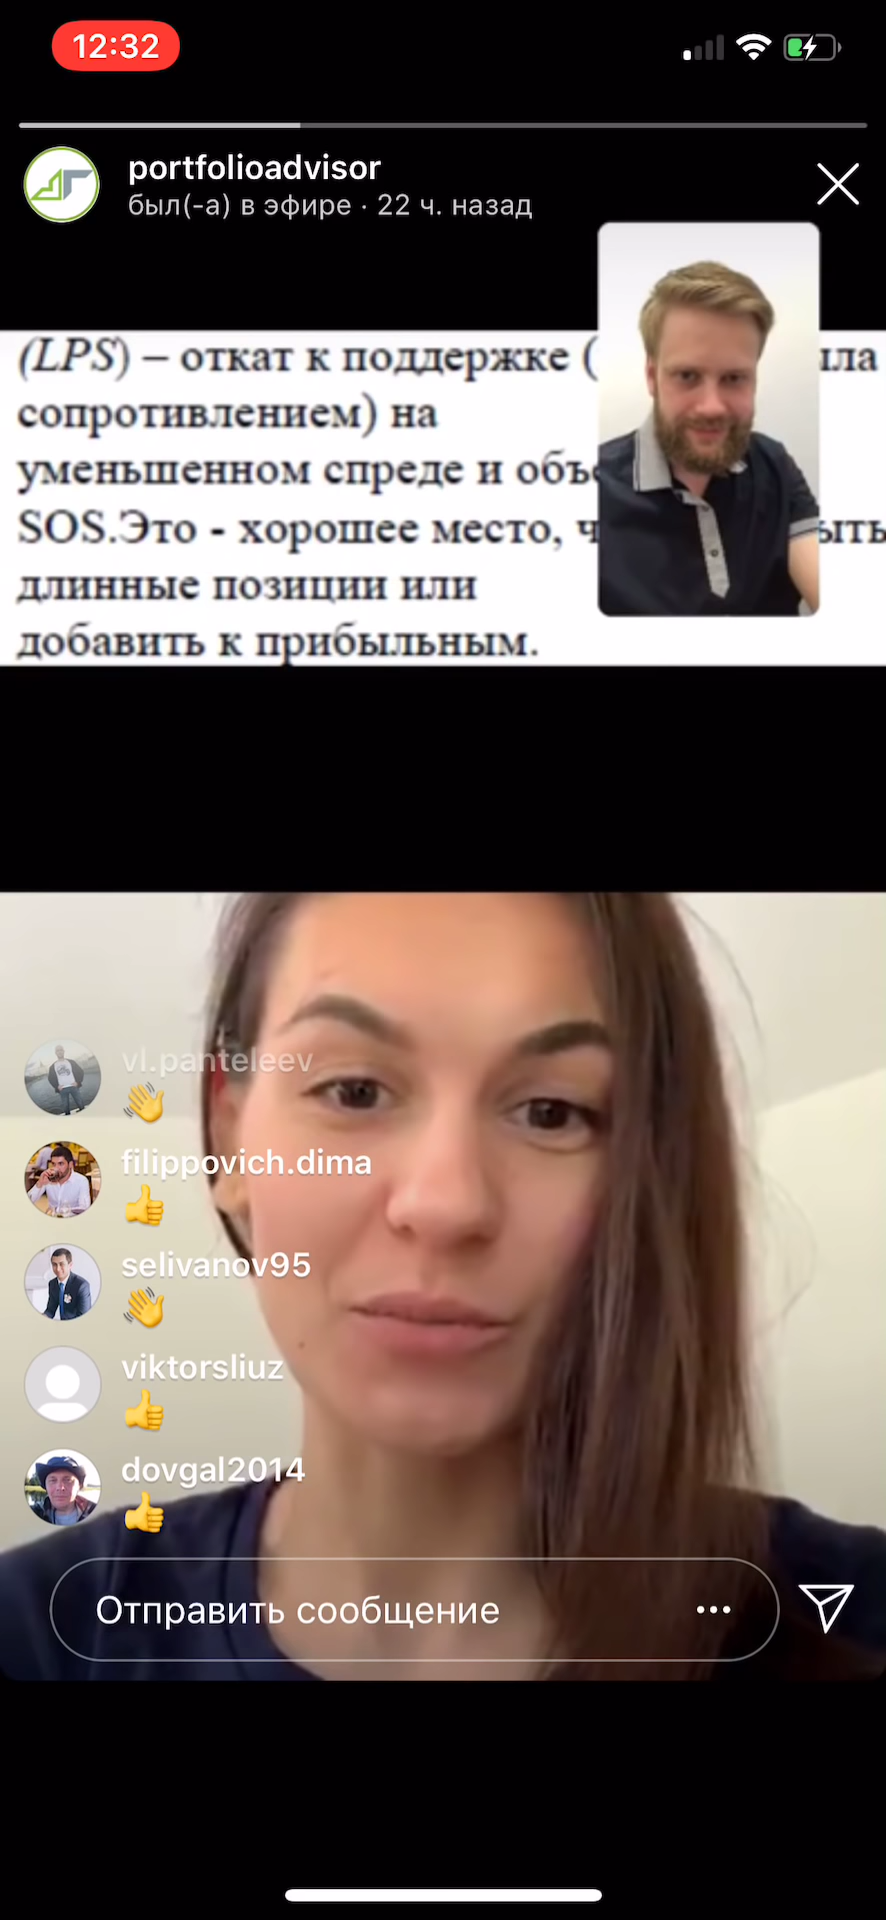 12:32
portfolioadvisor
был(-а) в эфире · 22 ч. назад
(LPS) – откат к поддержке (
сопротивлением) на
уменьшенном спреде и
SOS.Это - хорошее место,
длинные позиции или
добавить к прибыльным.
vl.panteleev
filippovich.dima
selivanov95
viktorsliuz
dovgal2014
Отправить сообщение